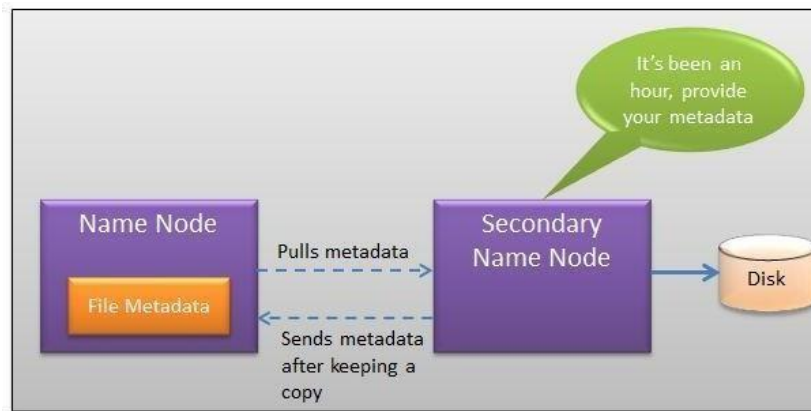 It's been an
hour, provide
your metadata
Name Node
File Metadata
Pulls metadata
Sends metadata
after keeping a
copy
Secondary
Name Node
Disk